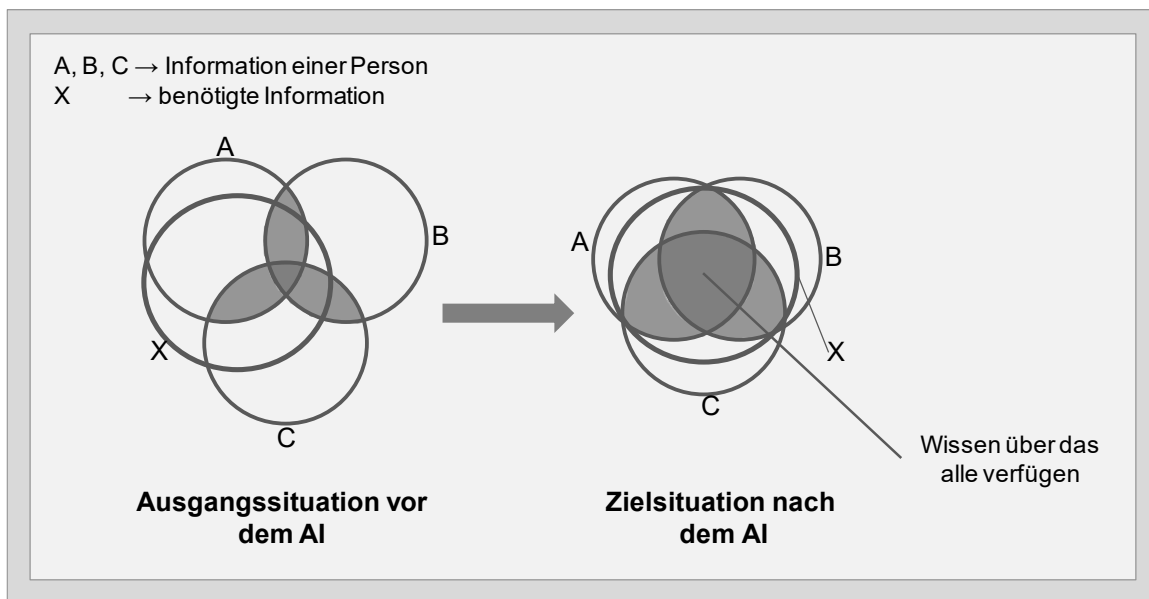 A, B, C → Information einer Person
X → benötigte Information
A
B
X
C
A
B
X
C
Wissen über das
alle verfügen
Ausgangssituation vor
dem AI
Zielsituation nach
dem AI